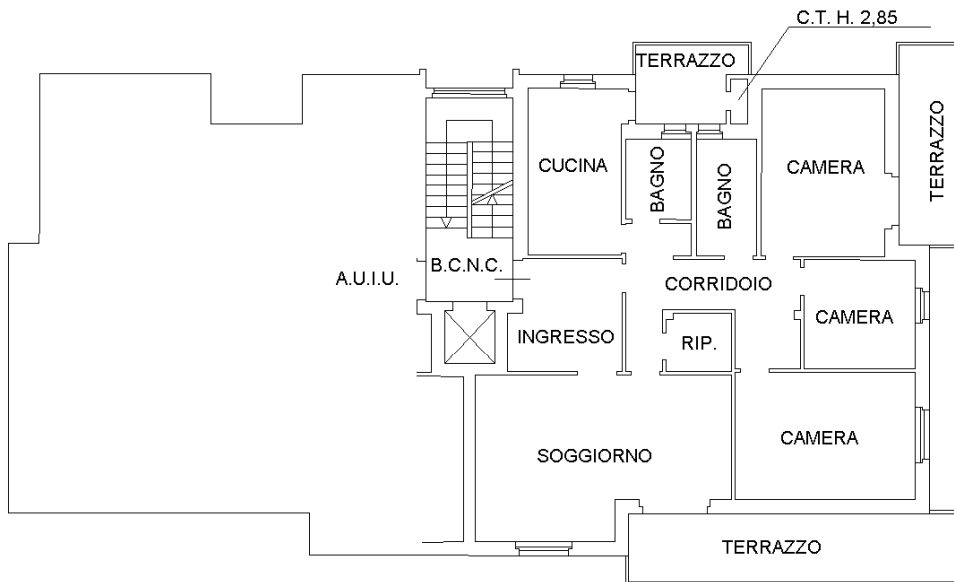 C.T. H. 2,85
TERRAZZO
TERRAZZO
CUCINA
BAGNO
BAGNO
CAMERA
A.U.I.U.
B.C.N.C.
CORRIDOIO
CAMERA
INGRESSO
RIP.
CAMERA
SOGGIORNO
TERRAZZO